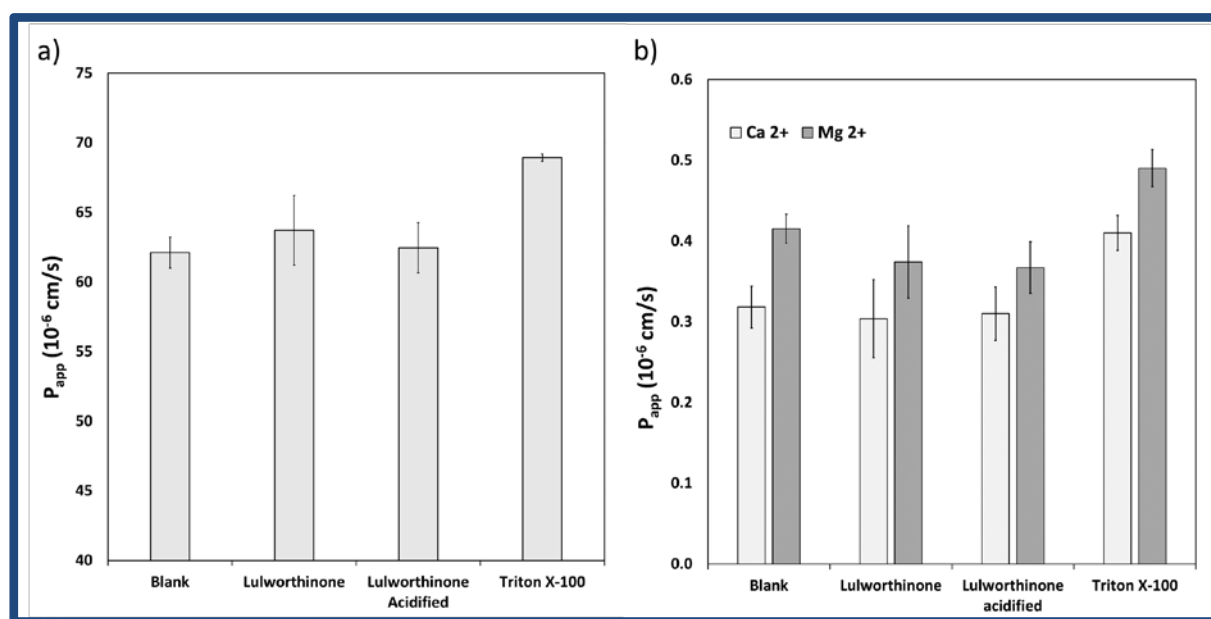 a)
75
70
65
60
55
50
45
40
P_app (10^-6 cm/s)
Blank
Lulworthinone
Lulworthinone
Acidified
Triton X-100
b)
0.6
0.5
0.4
0.3
0.2
0.1
0.0
P_app (10^-6 cm/s)
Ca 2+ Mg 2+
Blank
Lulworthinone
Lulworthinone
acidified
Triton X-100